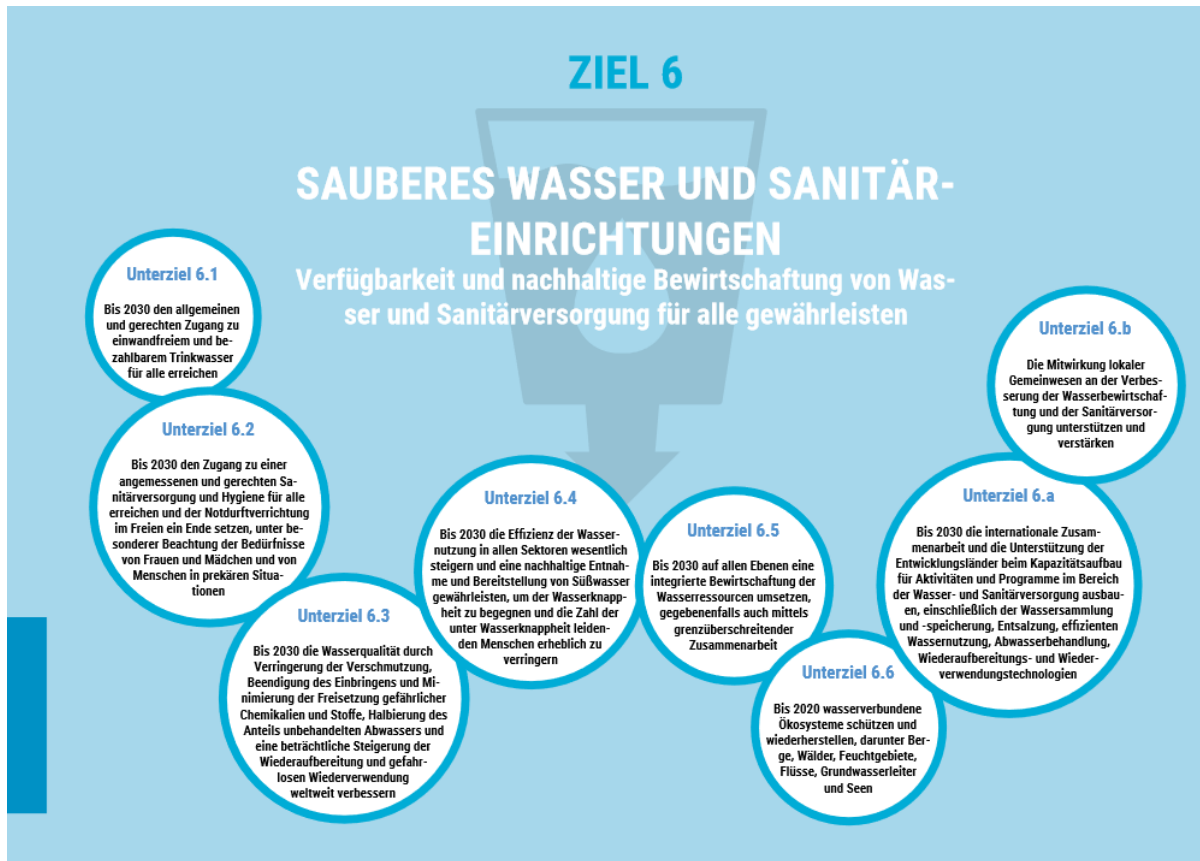 ZIEL 6
SAUBERES WASSER UND SANITÄR-
EINRICHTUNGEN
Verfügbarkeit und nachhaltige Bewirtschaftung von Was-
ser und Sanitärversorgung für alle gewährleisten
Unterziel 6.1
Bis 2030 den allgemeinen
und gerechten Zugang zu
einwandfreiem und be-
zahlbarem Trinkwasser
für alle erreichen
Unterziel 6.2
Bis 2030 den Zugang zu einer
angemessenen und gerechten Sa-
nitärversorgung und Hygiene für alle
erreichen und der Notdurftverrichtung
im Freien ein Ende setzen, unter be-
sonderer Beachtung der Bedürfnisse
von Frauen und Mädchen und von
Menschen in prekären Situa-
tionen
Unterziel 6.3
Bis 2030 die Wasserqualität durch
Verringerung der Verschmutzung,
Beendigung des Einbringens und Mi-
nimierung der Freisetzung gefährlicher
Chemikalien und Stoffe, Halbierung des
Anteils unbehandelten Abwassers und
eine beträchtliche Steigerung der
Wiederaufbereitung und gefahr-
losen Wiederverwendung
weltweit verbessern
Unterziel 6.4
Bis 2030 die Effizienz der Wasser-
nutzung in allen Sektoren wesentlich
steigern und eine nachhaltige Entnah-
me und Bereitstellung von Süßwasser
gewährleisten, um der Wasserknapp-
heit zu begegnen und die Zahl der
unter Wasserknappheit leiden-
den Menschen erheblich zu
verringern
Unterziel 6.5
Bis 2030 auf allen Ebenen eine
integrierte Bewirtschaftung der
Wasserressourcen umsetzen,
gegebenenfalls auch mittels
grenzüberschreitender
Zusammenarbeit
Unterziel 6.6
Bis 2020 wasserverbundene
Ökosysteme schützen und
wiederherstellen, darunter Ber-
ge, Wälder, Feuchtgebiete,
Flüsse, Grundwasserleiter
und Seen
Unterziel 6.a
Bis 2030 die internationale Zusam-
menarbeit und die Unterstützung der
Entwicklungsländer beim Kapazitätsaufbau
für Aktivitäten und Programme im Bereich
der Wasser- und Sanitärversorgung ausbau-
en, einschließlich der Wassersammlung
und -speicherung, Entsalzung, effizienten
Wassernutzung, Abwasserbehandlung,
Wiederaufbereitungs- und Wieder-
verwendungstechnologien
Unterziel 6.b
Die Mitwirkung lokaler
Gemeinwesen an der Verbes-
serung der Wasserbewirtschaf-
tung und der Sanitärversor-
gung unterstützen und
verstärken